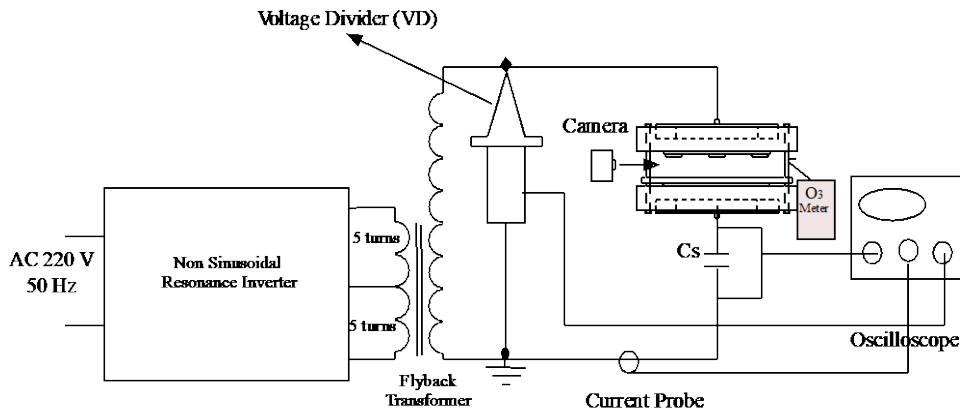 Voltage Divider (VD)
Camera
O3
Meter
5 turns
Cs
AC 220 V
50 Hz
Non Sinusoidal
Resonance Inverter
5 turns
Oscilloscope
Flyback
Transformer
Current Probe